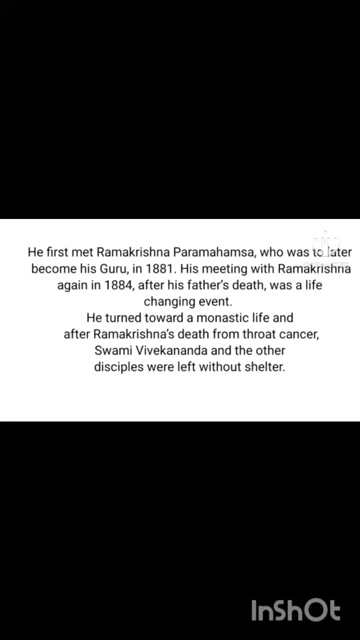 He first met Ramakrishna Paramahamsa, who was to later
become his Guru, in 1881. His meeting with Ramakrishna
again in 1884, after his father's death, was a life
changing event.
He turned toward a monastic life and
after Ramakrishna's death from throat cancer,
Swami Vivekananda and the other
disciples were left without shelter.
InShOt